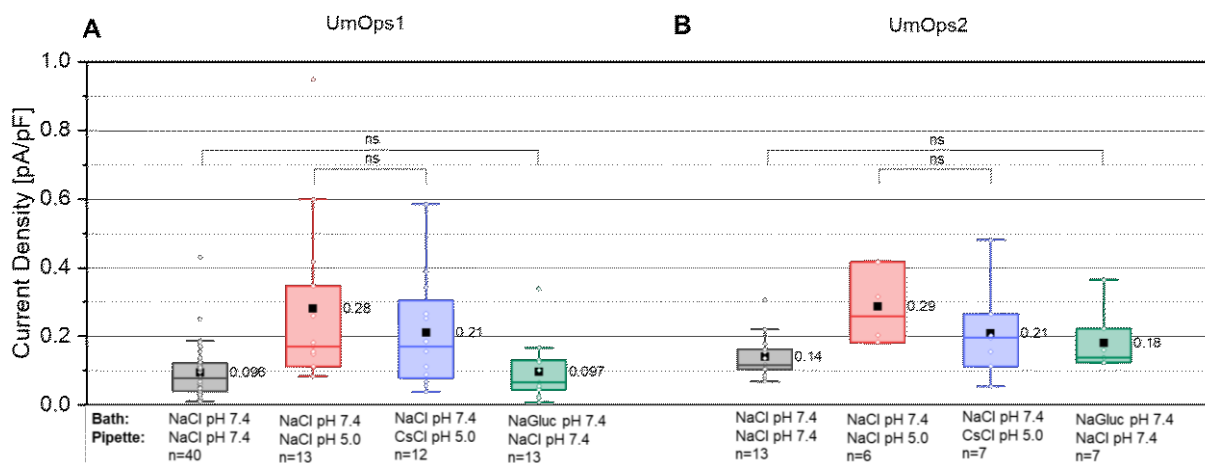 A
UmOps1
B
UmOps2
Current Density [pA/pF]
1.0
0.8
0.6
0.4
0.2
0.0
ns
ns
ns
ns
0.096
0.28
0.21
0.097
0.14
0.29
0.21
0.18
Bath: NaCl pH 7.4 NaCl pH 7.4 NaCl pH 7.4 NaGluc pH 7.4 NaCl pH 7.4 NaCl pH 7.4 NaCl pH 7.4 NaGluc pH 7.4
Pipette: NaCl pH 7.4 NaCl pH 5.0 CsCl pH 5.0 NaCl pH 7.4 NaCl pH 7.4 NaCl pH 5.0 CsCl pH 5.0 NaCl pH 7.4
n=40 n=13 n=12 n=13 n=13 n=6 n=7 n=7